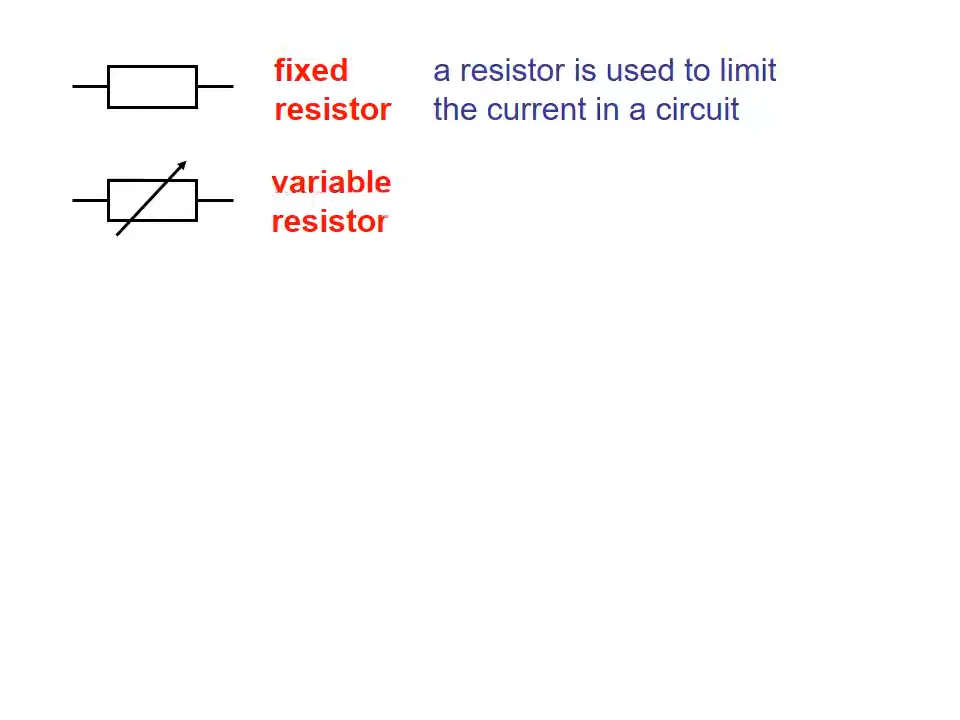 fixed
resistor
a resistor is used to limit
the current in a circuit
variable
resistor